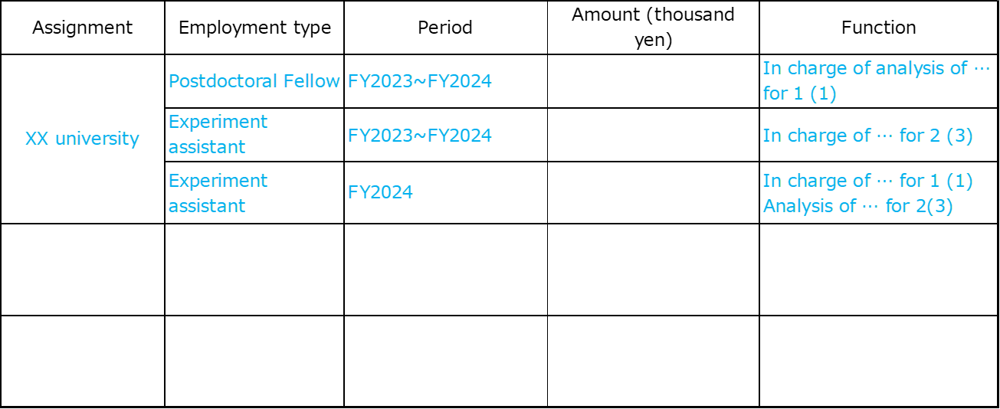 Assignment
Employment type
Period
Amount (thousand
yen)
Function
XX university
Postdoctoral Fellow
FY2023~FY2024
In charge of analysis of …
for 1 (1)
Experiment
assistant
FY2023~FY2024
In charge of … for 2 (3)
Experiment
assistant
FY2024
In charge of … for 1 (1)
Analysis of … for 2(3)